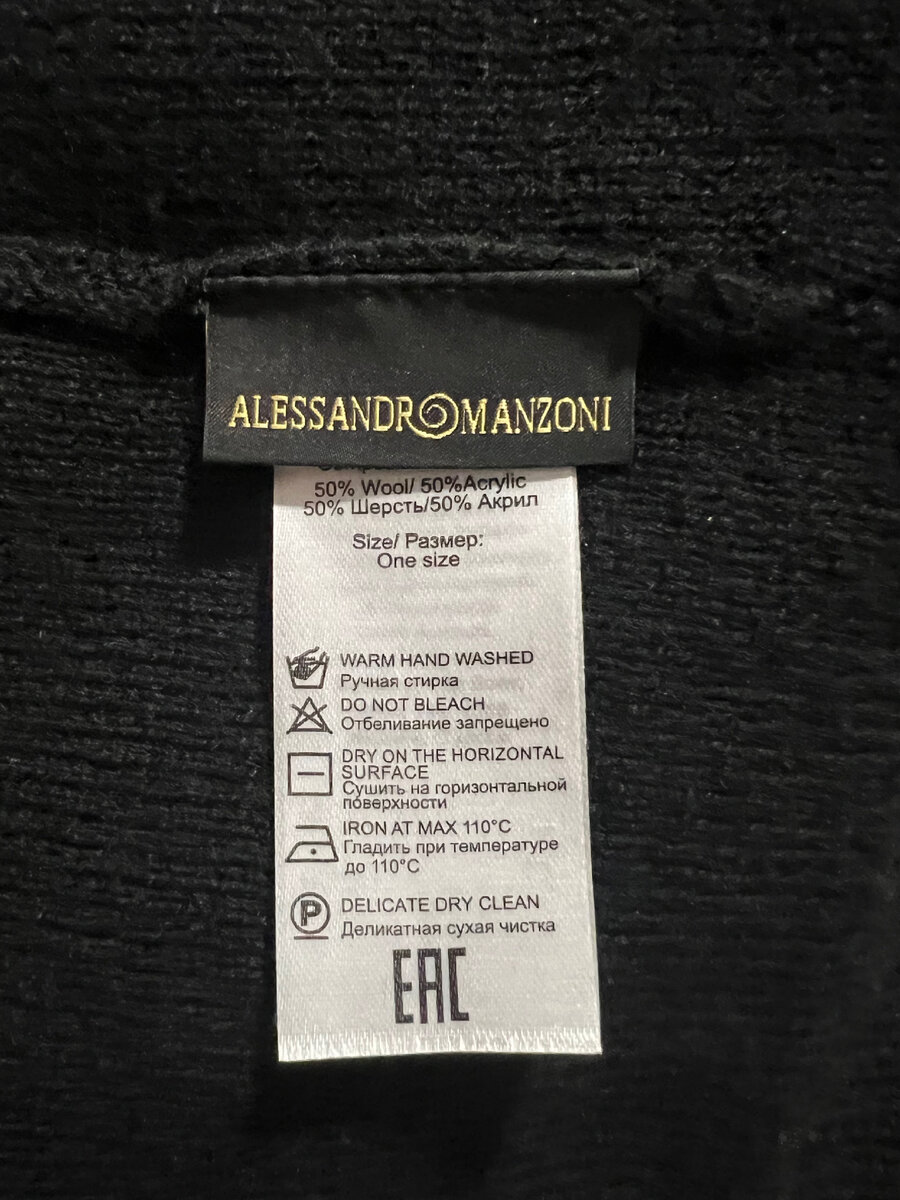 ALESSANDRO MANZONI
50% Wool/ 50%Acrylic
50% Шерсть/50% Акрил
Size/ Размер:
One size
WARM HAND WASHED
Ручная стирка
DO NOT BLEACH
Отбеливание запрещено
DRY ON THE HORIZONTAL
SURFACE
Сушить на горизонтальной
поверхности
IRON AT MAX 110°C
Гладить при температуре
до 110°C
P
DELICATE DRY CLEAN
Деликатная сухая чистка
EAC